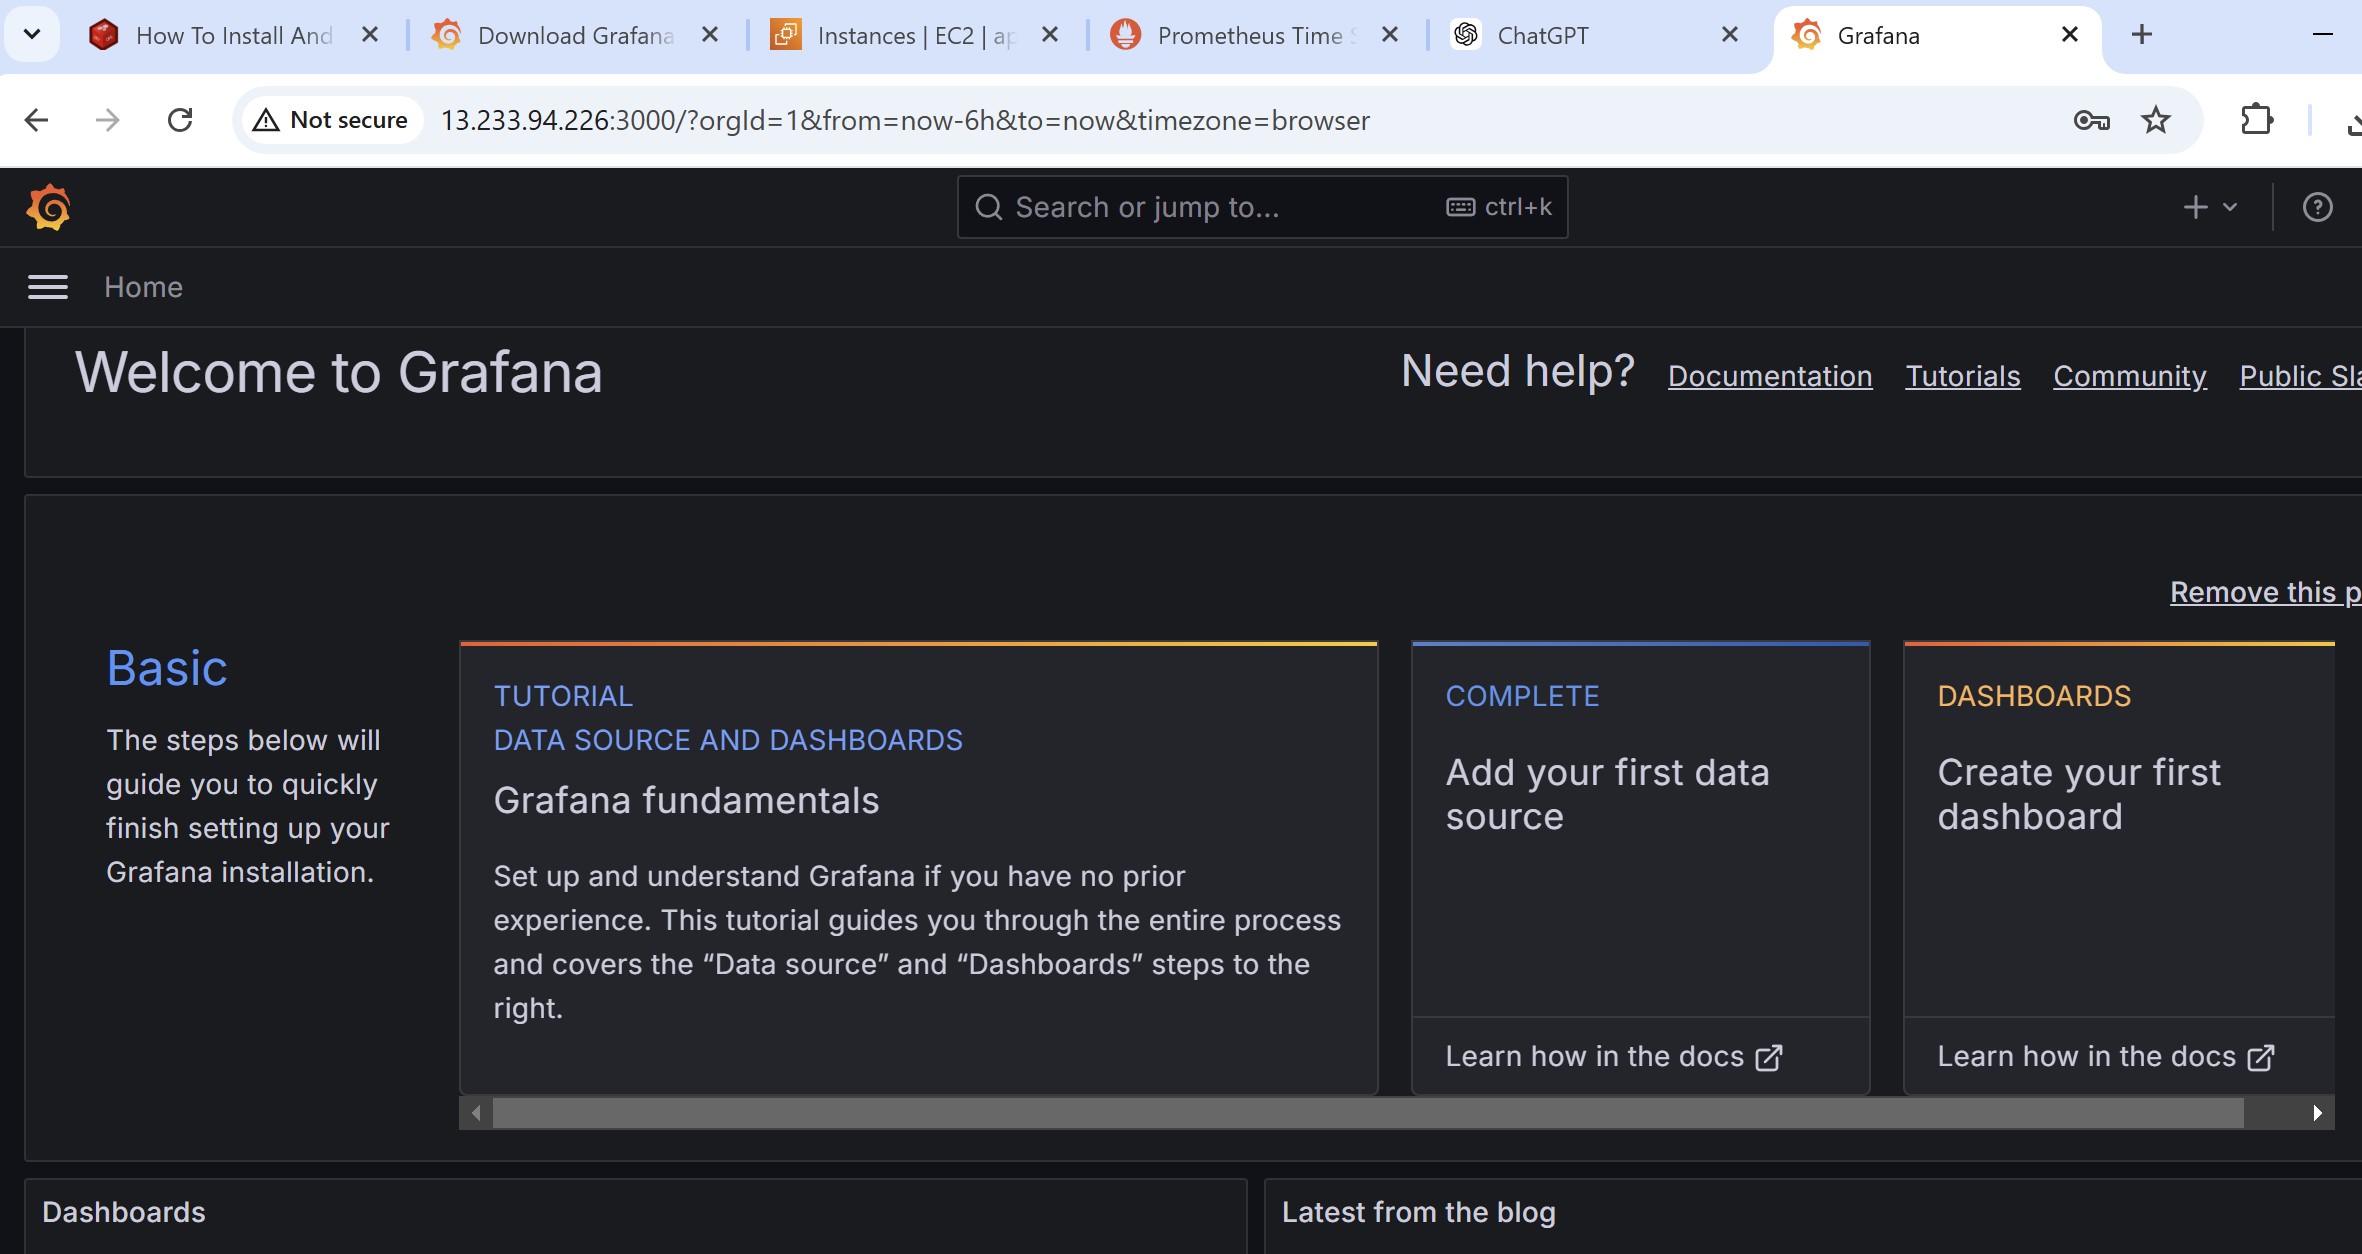 How To Install And
Download Grafana
Instances | EC2 | ap
Prometheus Time S
ChatGPT
Grafana
Not secure
13.233.94.226:3000/?orgId=1&from=now-6h&to=now&timezone=browser
Search or jump to...
ctrl+k
Home
Welcome to Grafana
Need help?
Documentation
Tutorials
Community
Public Sla
Remove this p
Basic
The steps below will
guide you to quickly
finish setting up your
Grafana installation.
TUTORIAL
DATA SOURCE AND DASHBOARDS
Grafana fundamentals
Set up and understand Grafana if you have no prior
experience. This tutorial guides you through the entire process
and covers the “Data source” and “Dashboards” steps to the
right.
COMPLETE
Add your first data
source
Learn how in the docs
DASHBOARDS
Create your first
dashboard
Learn how in the docs
Dashboards
Latest from the blog